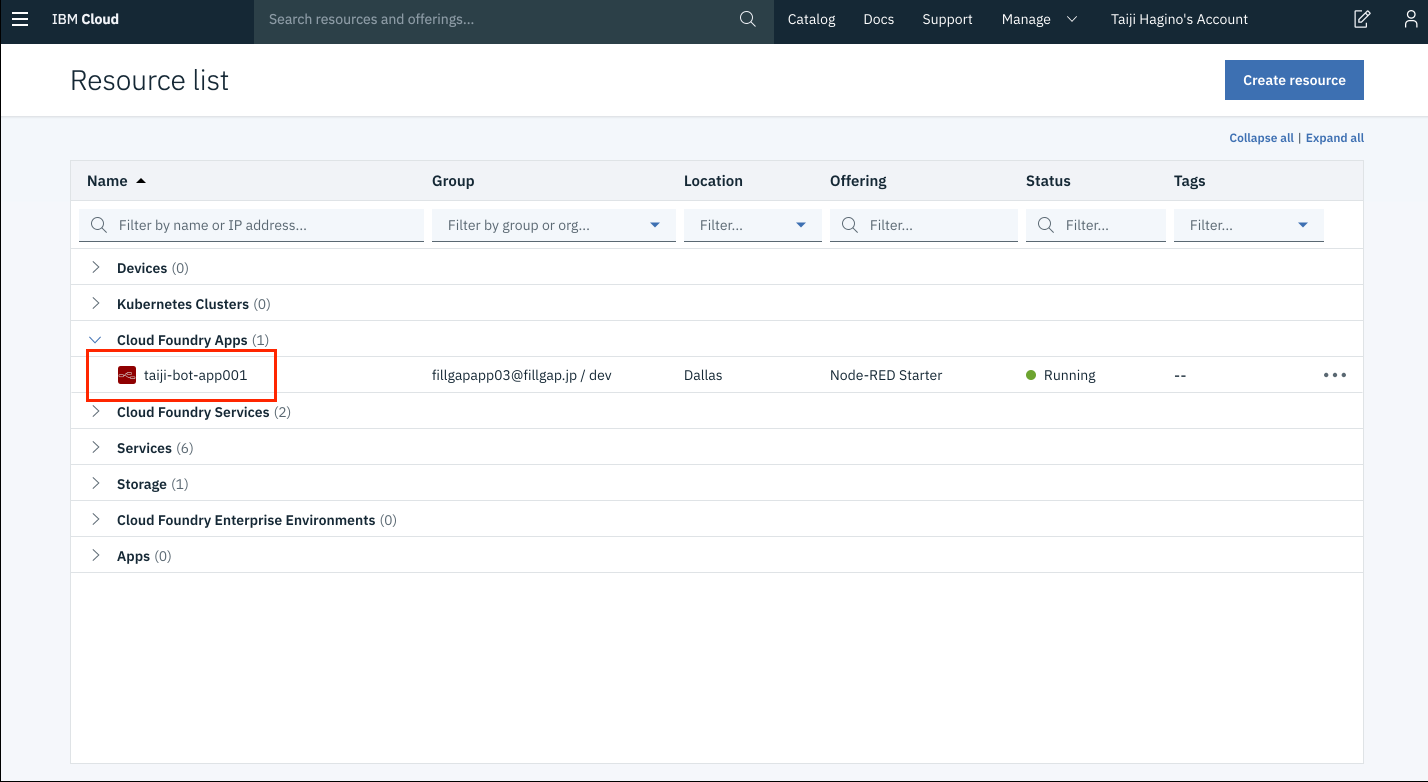 IBM Cloud Search resources and offerings... Catalog Docs Support Manage Taiji Hagino's Account
Resource list Create resource
Collapse all | Expand all
Name Group Location Offering Status Tags
Filter by name or IP address... Filter by group or org... Filter... Filter... Filter... Filter...
Devices (0)
Kubernetes Clusters (0)
Cloud Foundry Apps (1)
taiji-bot-app001 fillgapapp03@fillgap.jp / dev Dallas Node-RED Starter Running --
Cloud Foundry Services (2)
Services (6)
Storage (1)
Cloud Foundry Enterprise Environments (0)
Apps (0)